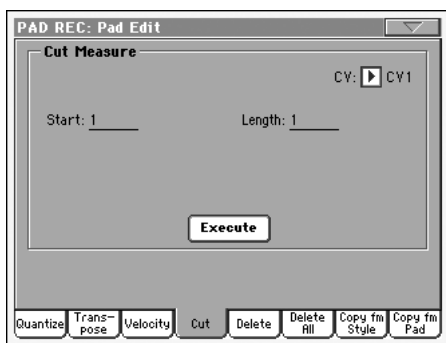 PAD REC: Pad Edit
Cut Measure
CV: CV1
Start: 1 Length: 1
Execute
Quantize Trans-pose Velocity Cut Delete Delete All Copy fm Style Copy fm Pad